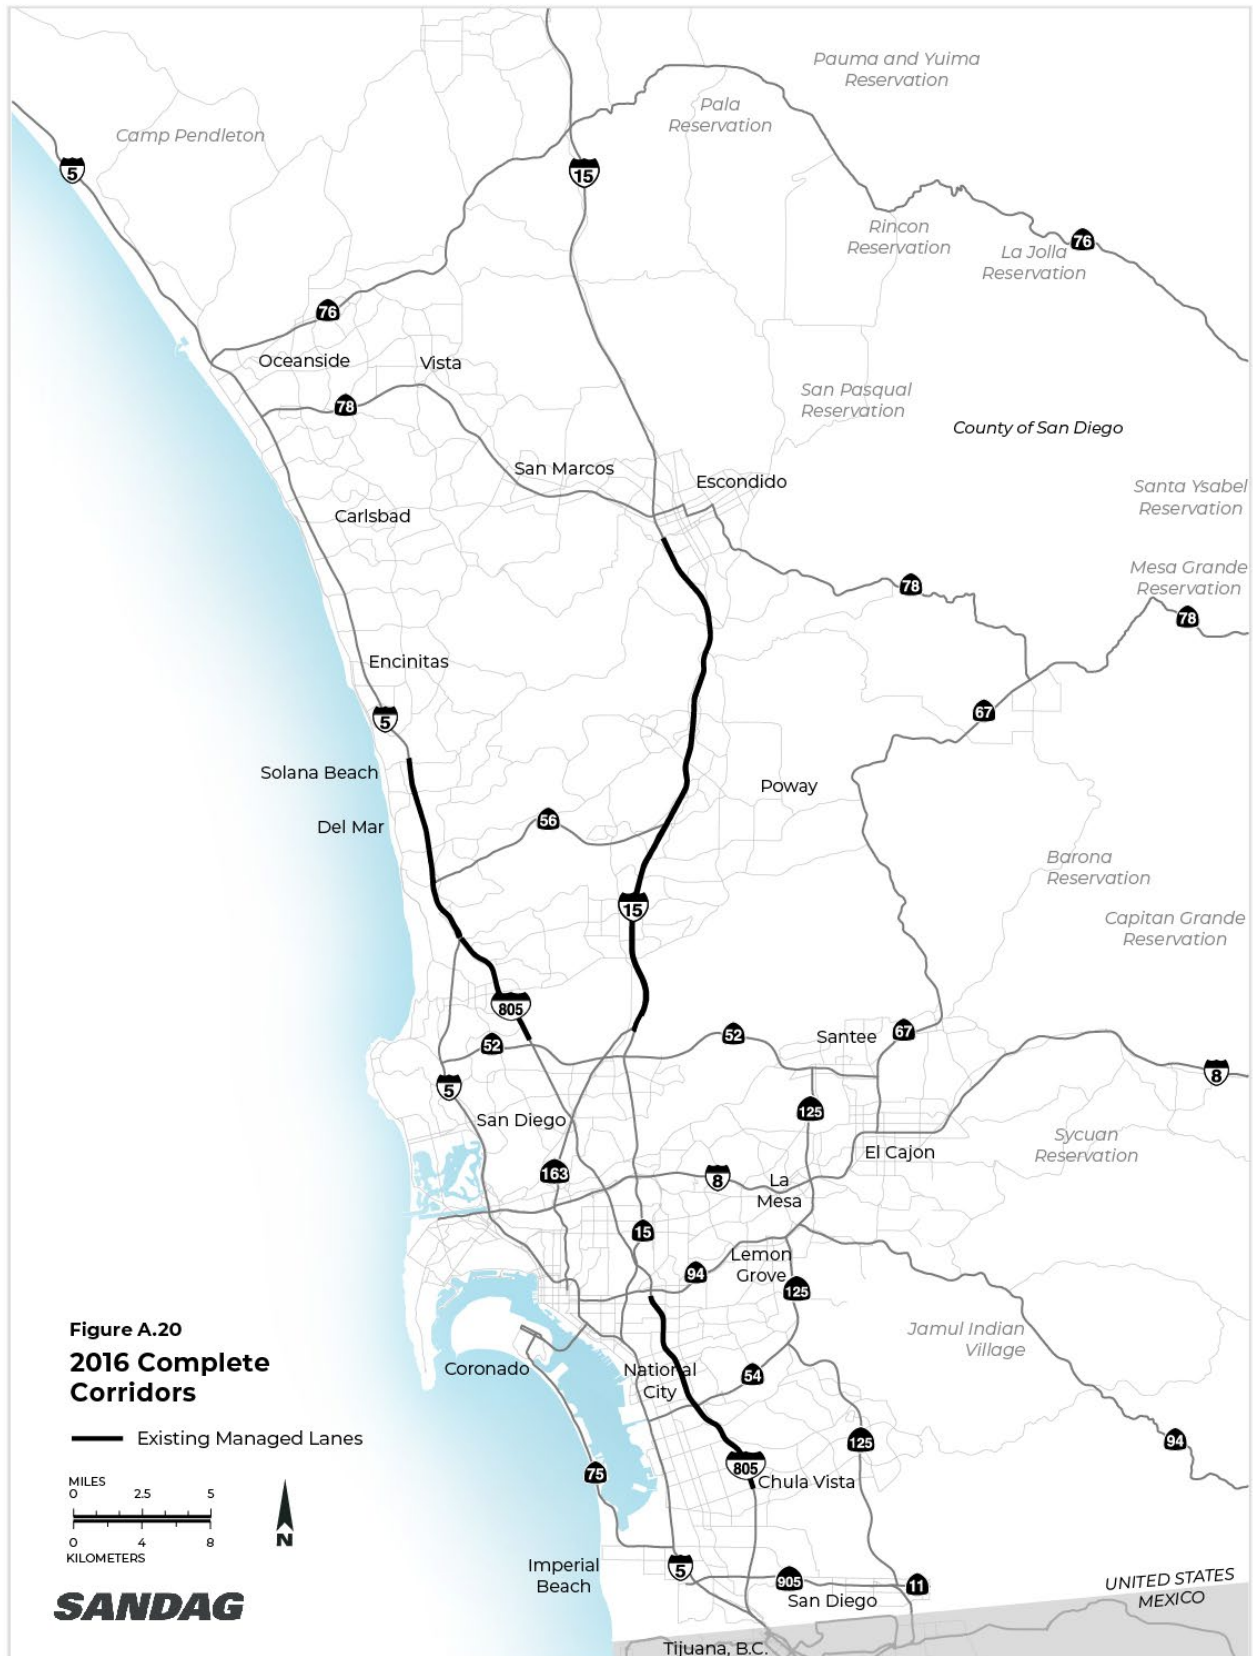 Pauma and Yuima
Reservation
Pala
Reservation
Camp Pendleton
5
15
Rincon
Reservation
La Jolla
Reservation
76
76
Oceanside
Vista
78
San Pasqual
Reservation
County of San Diego
San Marcos
Escondido
Santa Ysabel
Reservation
Carlsbad
Mesa Grande
Reservation
78
78
Encinitas
5
67
Solana Beach
Poway
Del Mar
56
Barona
Reservation
15
Capitan Grande
Reservation
805
52
52
Santee
67
5
8
San Diego
125
Sycuan
Reservation
El Cajon
163
8
La
Mesa
15
Lemon
Grove
94
125
Figure A.20
2016 Complete
Corridors
Jamul Indian
Village
Coronado
National
City
54
Existing Managed Lanes
125
94
805
Chula Vista
75
MILES
0 2.5 5
0 4 8
KILOMETERS
N
Imperial
Beach
5
905
11
San Diego
UNITED STATES
MEXICO
SANDAG
Tijuana, B.C.